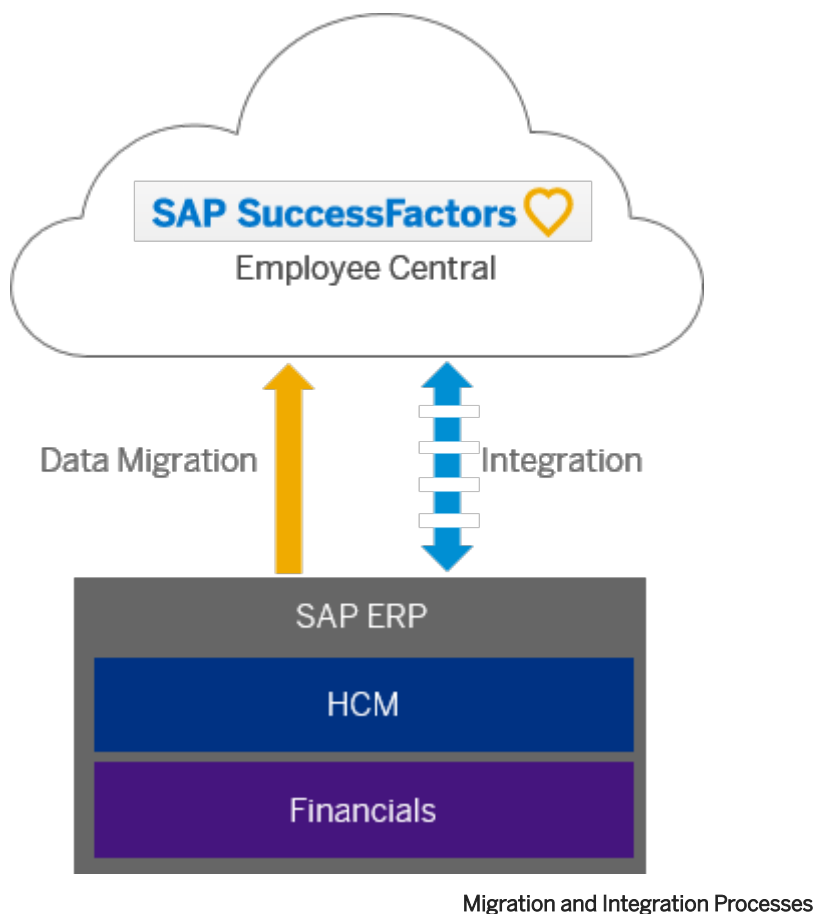 SAP SuccessFactors
Employee Central
Data Migration
Integration
SAP ERP
HCM
Financials
Migration and Integration Processes